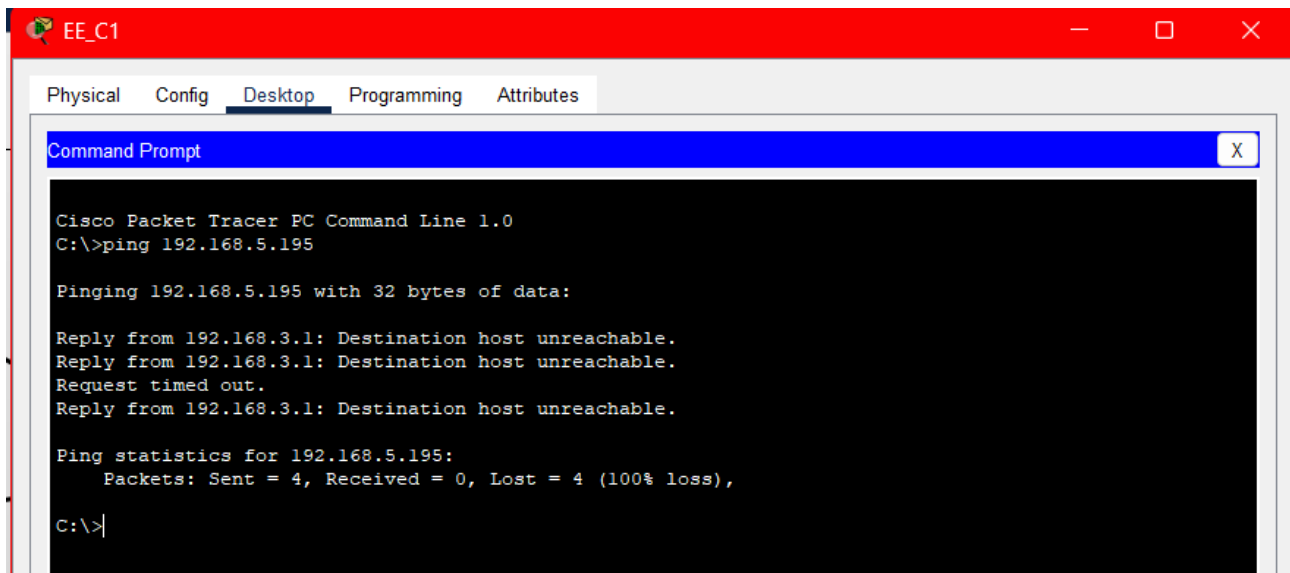 EE_C1
Physical Config Desktop Programming Attributes
Command Prompt X
Cisco Packet Tracer PC Command Line 1.0
C:\>ping 192.168.5.195
Pinging 192.168.5.195 with 32 bytes of data:
Reply from 192.168.3.1: Destination host unreachable.
Reply from 192.168.3.1: Destination host unreachable.
Request timed out.
Reply from 192.168.3.1: Destination host unreachable.
Ping statistics for 192.168.5.195:
    Packets: Sent = 4, Received = 0, Lost = 4 (100% loss),
C:\>